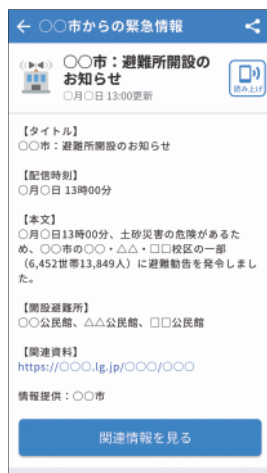 ○○市からの緊急情報
○○市：避難所開設の
お知らせ
○月○日 13:00更新
読み上げ
【タイトル】
○○市：避難所開設のお知らせ
【配信時刻】
○月○日 13時00分
【本文】
○月○日13時00分、土砂災害の危険があるた
め、○○市の○○・△△・□□校区の一部
（6,452世帯13,849人）に避難勧告を発令しまし
た。
【開設避難所】
○○公民館、△△公民館、□□公民館
【関連資料】
https://○○○.lg.jp/○○○/○○○
情報提供：○○市
関連情報を見る